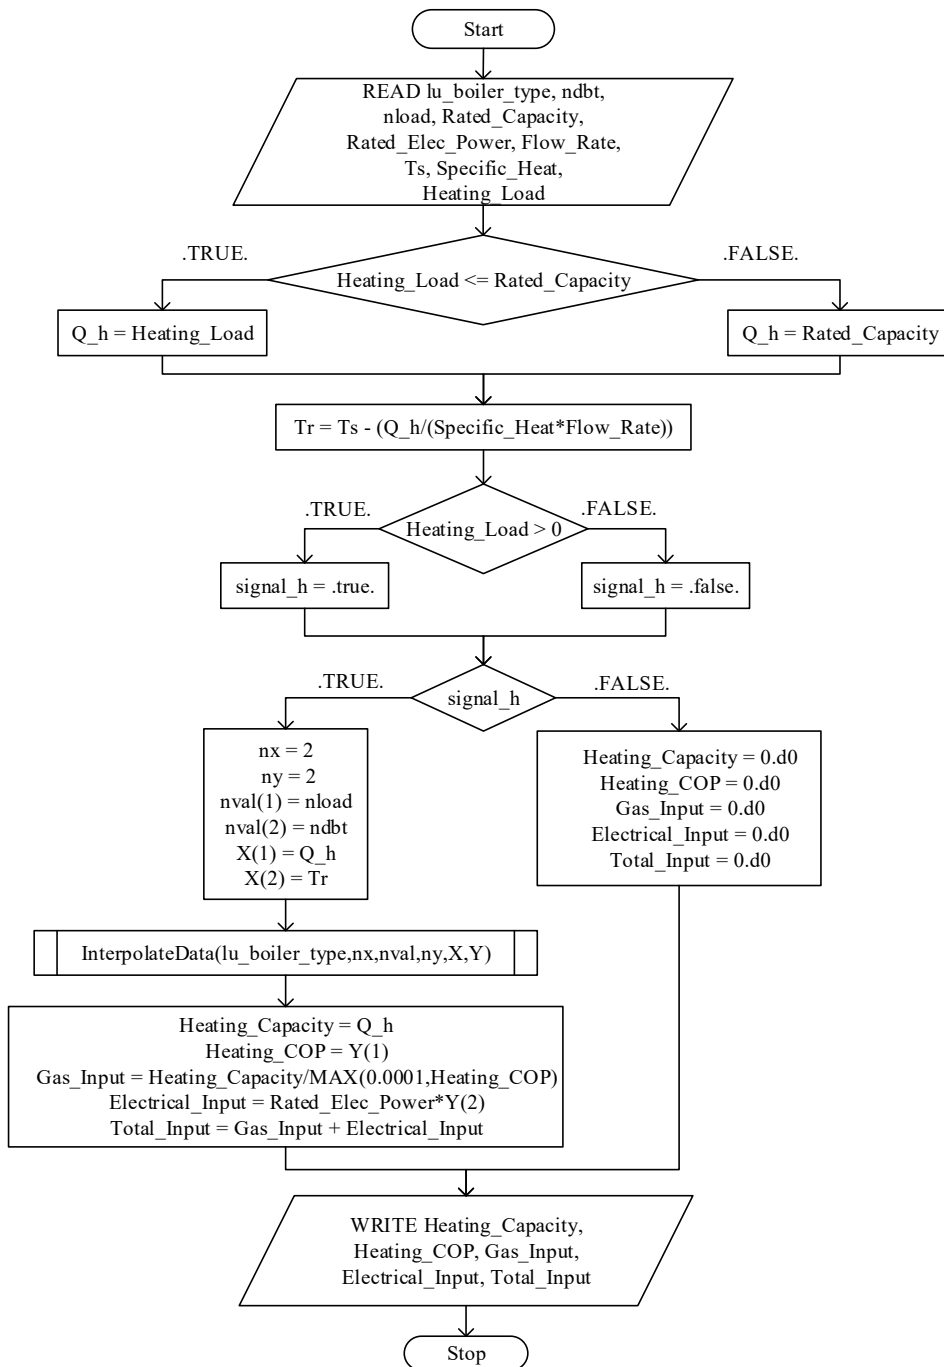 Start
READ lu_boiler_type, ndbt,
nload, Rated_Capacity,
Rated_Elec_Power, Flow_Rate,
Ts, Specific_Heat,
Heating_Load
.TRUE.
.FALSE.
Heating_Load <= Rated_Capacity
Q_h = Heating_Load
Q_h = Rated_Capacity
Tr = Ts - (Q_h/(Specific_Heat*Flow_Rate))
.TRUE.
.FALSE.
Heating_Load > 0
signal_h = .true.
signal_h = .false.
.TRUE.
.FALSE.
signal_h
nx = 2
ny = 2
nval(1) = nload
nval(2) = ndbt
X(1) = Q_h
X(2) = Tr
Heating_Capacity = 0.d0
Heating_COP = 0.d0
Gas_Input = 0.d0
Electrical_Input = 0.d0
Total_Input = 0.d0
InterpolateData(lu_boiler_type,nx,nval,ny,X,Y)
Heating_Capacity = Q_h
Heating_COP = Y(1)
Gas_Input = Heating_Capacity/MAX(0.0001,Heating_COP)
Electrical_Input = Rated_Elec_Power*Y(2)
Total_Input = Gas_Input + Electrical_Input
WRITE Heating_Capacity,
Heating_COP, Gas_Input,
Electrical_Input, Total_Input
Stop